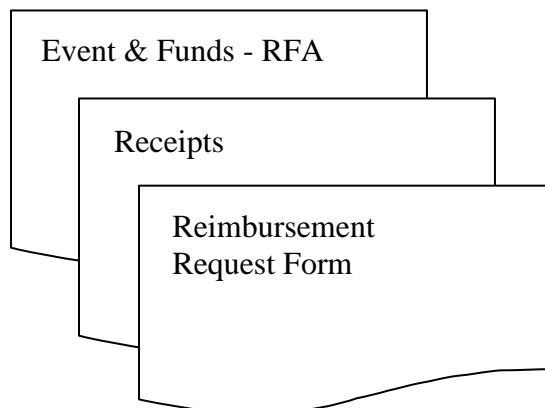 Event & Funds - RFA
Receipts
Reimbursement
Request Form